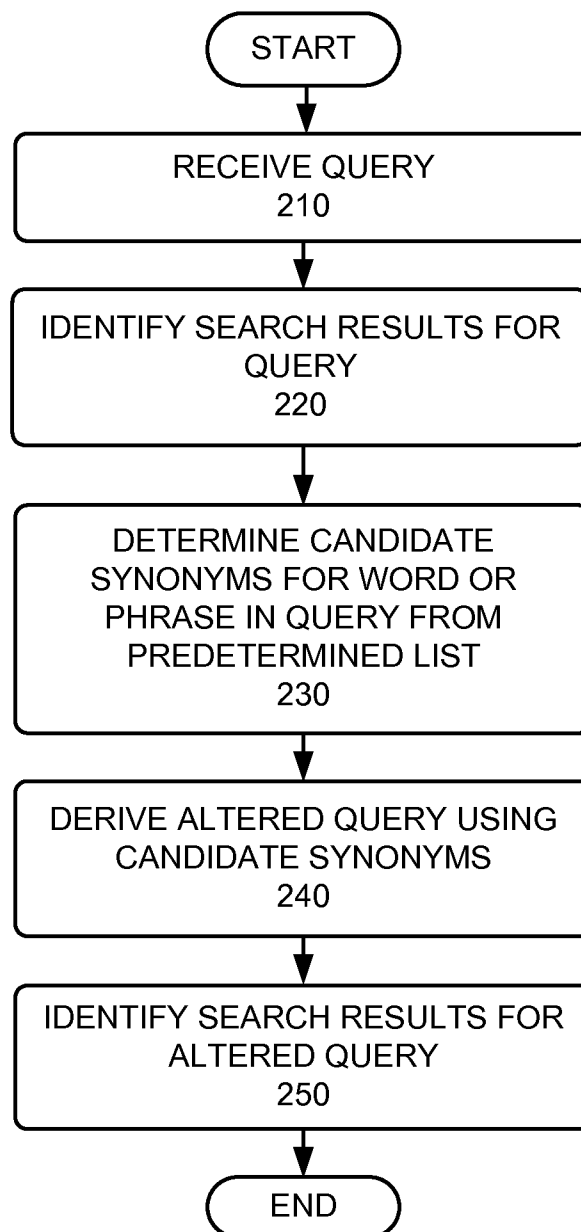 START
RECEIVE QUERY
210
IDENTIFY SEARCH RESULTS FOR
QUERY
220
DETERMINE CANDIDATE
SYNONYMS FOR WORD OR
PHRASE IN QUERY FROM
PREDETERMINED LIST
230
DERIVE ALTERED QUERY USING
CANDIDATE SYNONYMS
240
IDENTIFY SEARCH RESULTS FOR
ALTERED QUERY
250
END